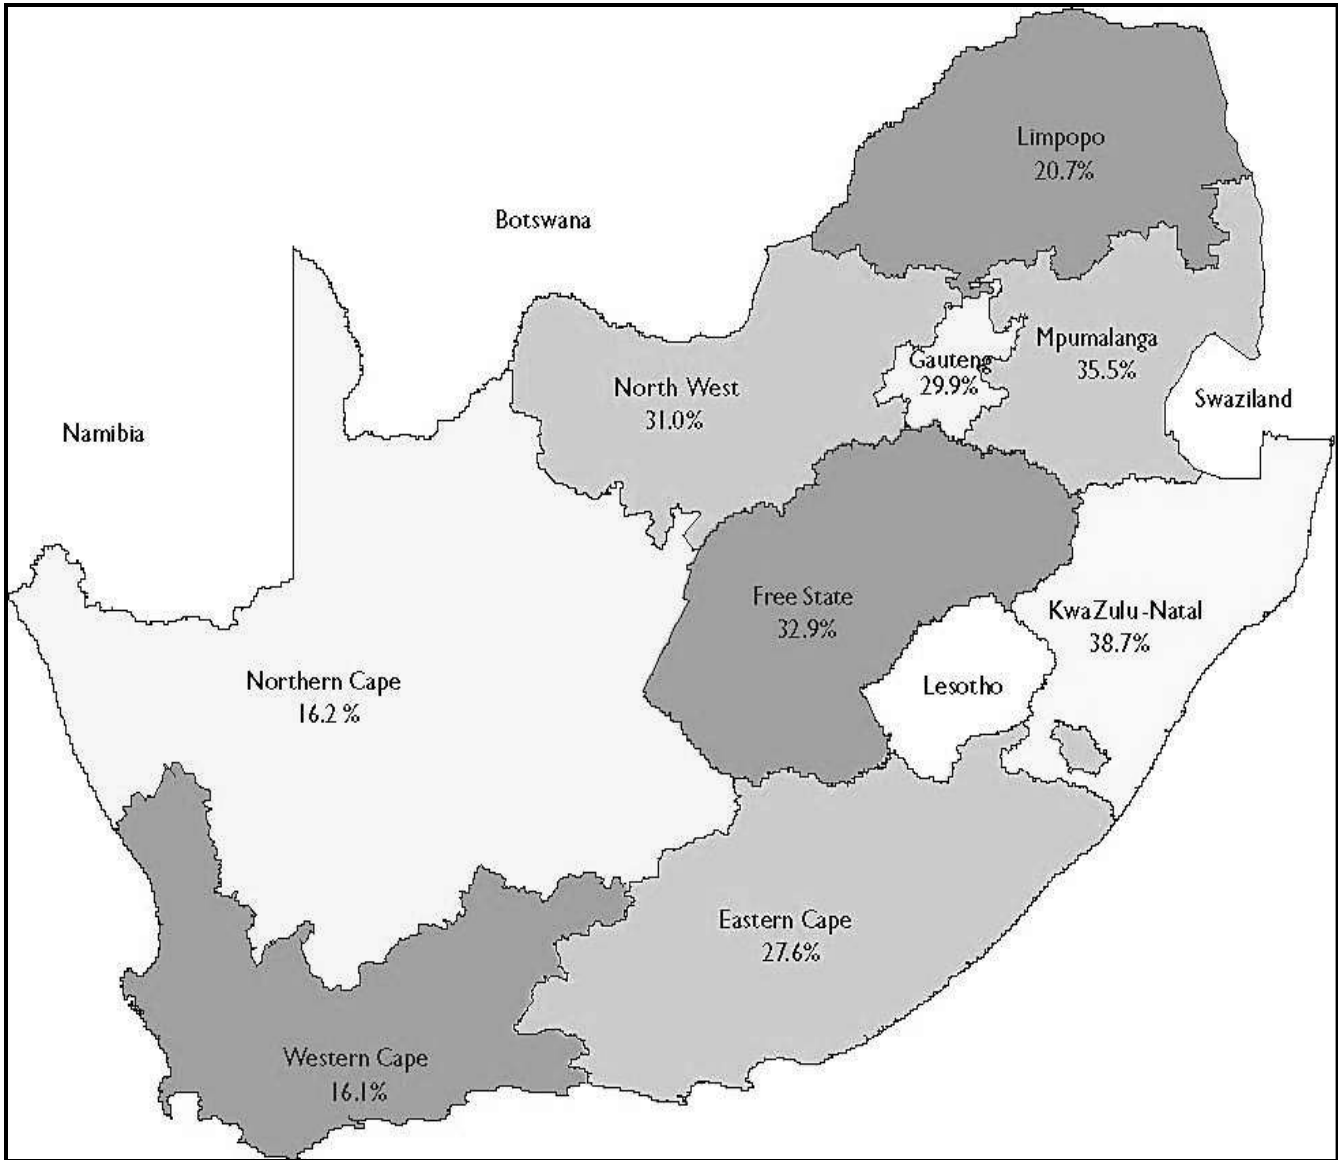 Limpopo
20.7%
Botswana
Mpumalanga
35.5%
Gauteng
29.9%
North West
31.0%
Swaziland
Namibia
Free State
32.9%
KwaZulu-Natal
38.7%
Northern Cape
16.2 %
Lesotho
Eastern Cape
27.6%
Western Cape
16.1%